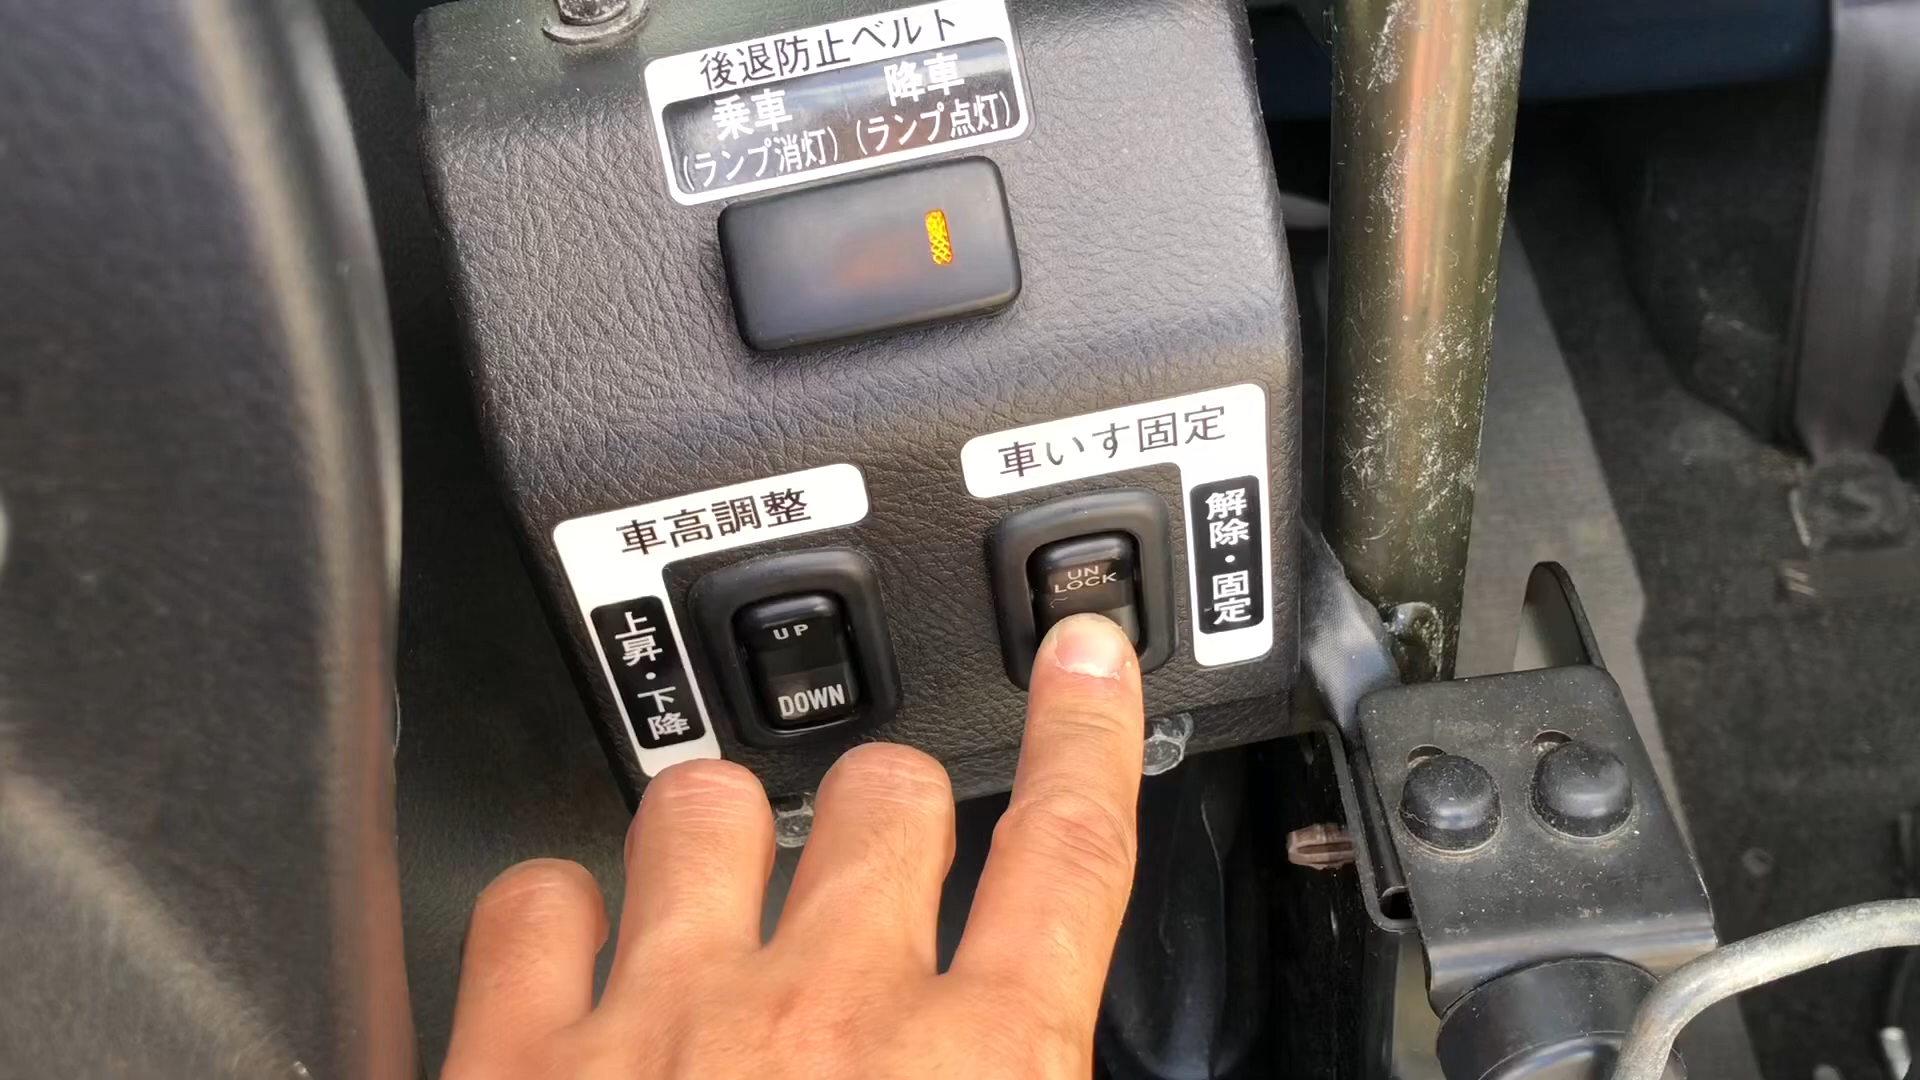 後退防止ベルト
乗車 降車
(ランプ消灯) (ランプ点灯)
車いす固定
UN
LOCK
解除・固定
車高調整
UP
DOWN
上昇・下降